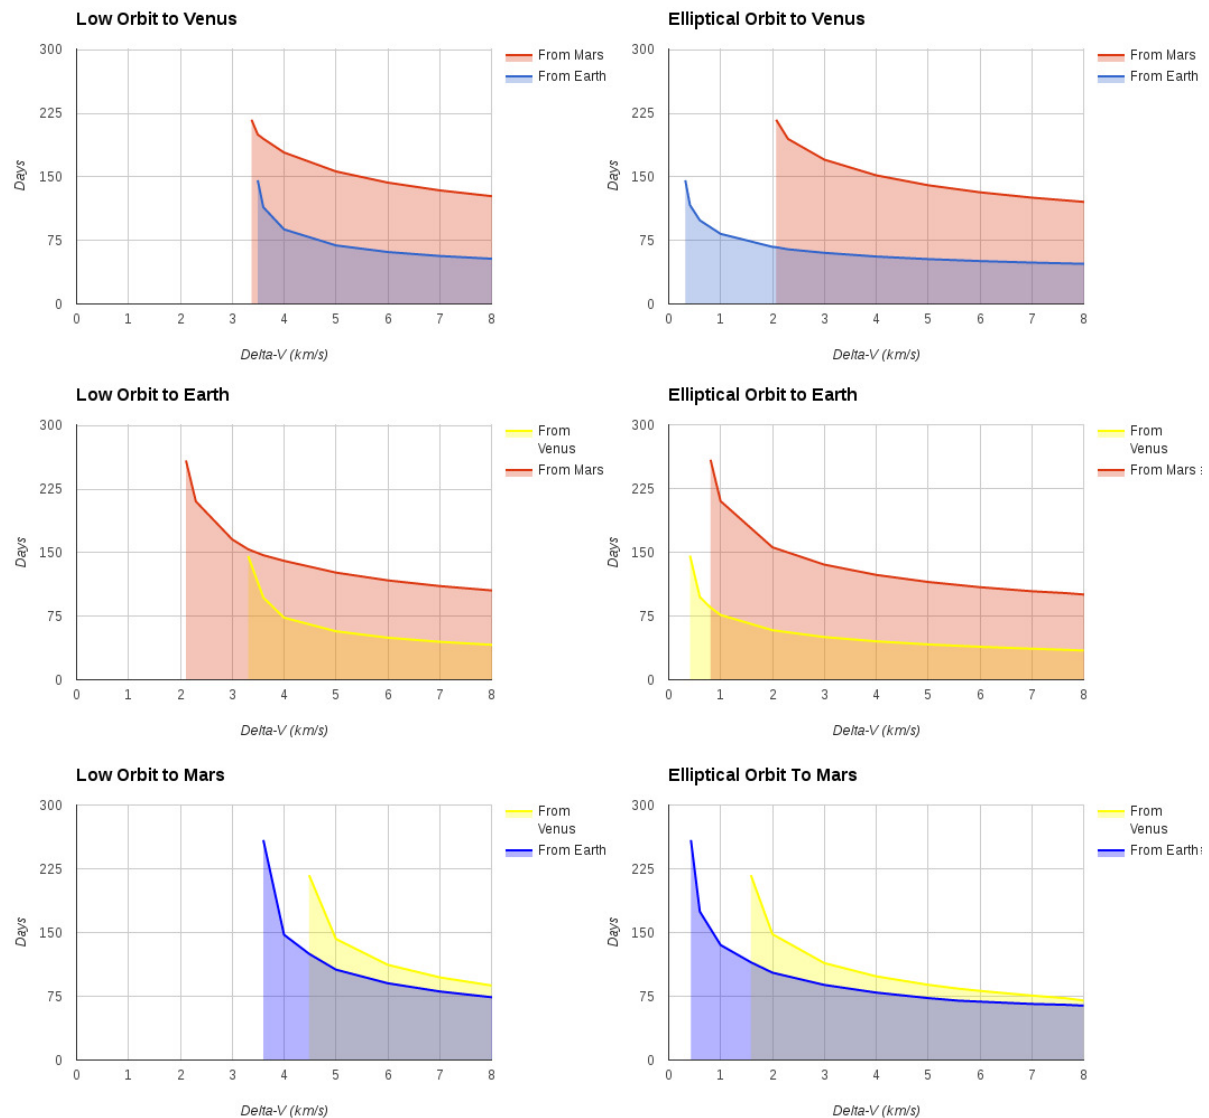 Low Orbit to Venus
300
225
150
75
0
Days
0 1 2 3 4 5 6 7 8
Delta-V (km/s)
From Mars
From Earth
Elliptical Orbit to Venus
300
225
150
75
0
Days
0 1 2 3 4 5 6 7 8
Delta-V (km/s)
From Mars
From Earth
Low Orbit to Earth
300
225
150
75
0
Days
0 1 2 3 4 5 6 7 8
Delta-V (km/s)
From
Venus
From Mars
Elliptical Orbit to Earth
300
225
150
75
0
Days
0 1 2 3 4 5 6 7 8
Delta-V (km/s)
From
Venus
From Mars
Low Orbit to Mars
300
225
150
75
0
Days
0 1 2 3 4 5 6 7 8
Delta-V (km/s)
From
Venus
From Earth
Elliptical Orbit To Mars
300
225
150
75
0
Days
0 1 2 3 4 5 6 7 8
Delta-V (km/s)
From
Venus
From Earth